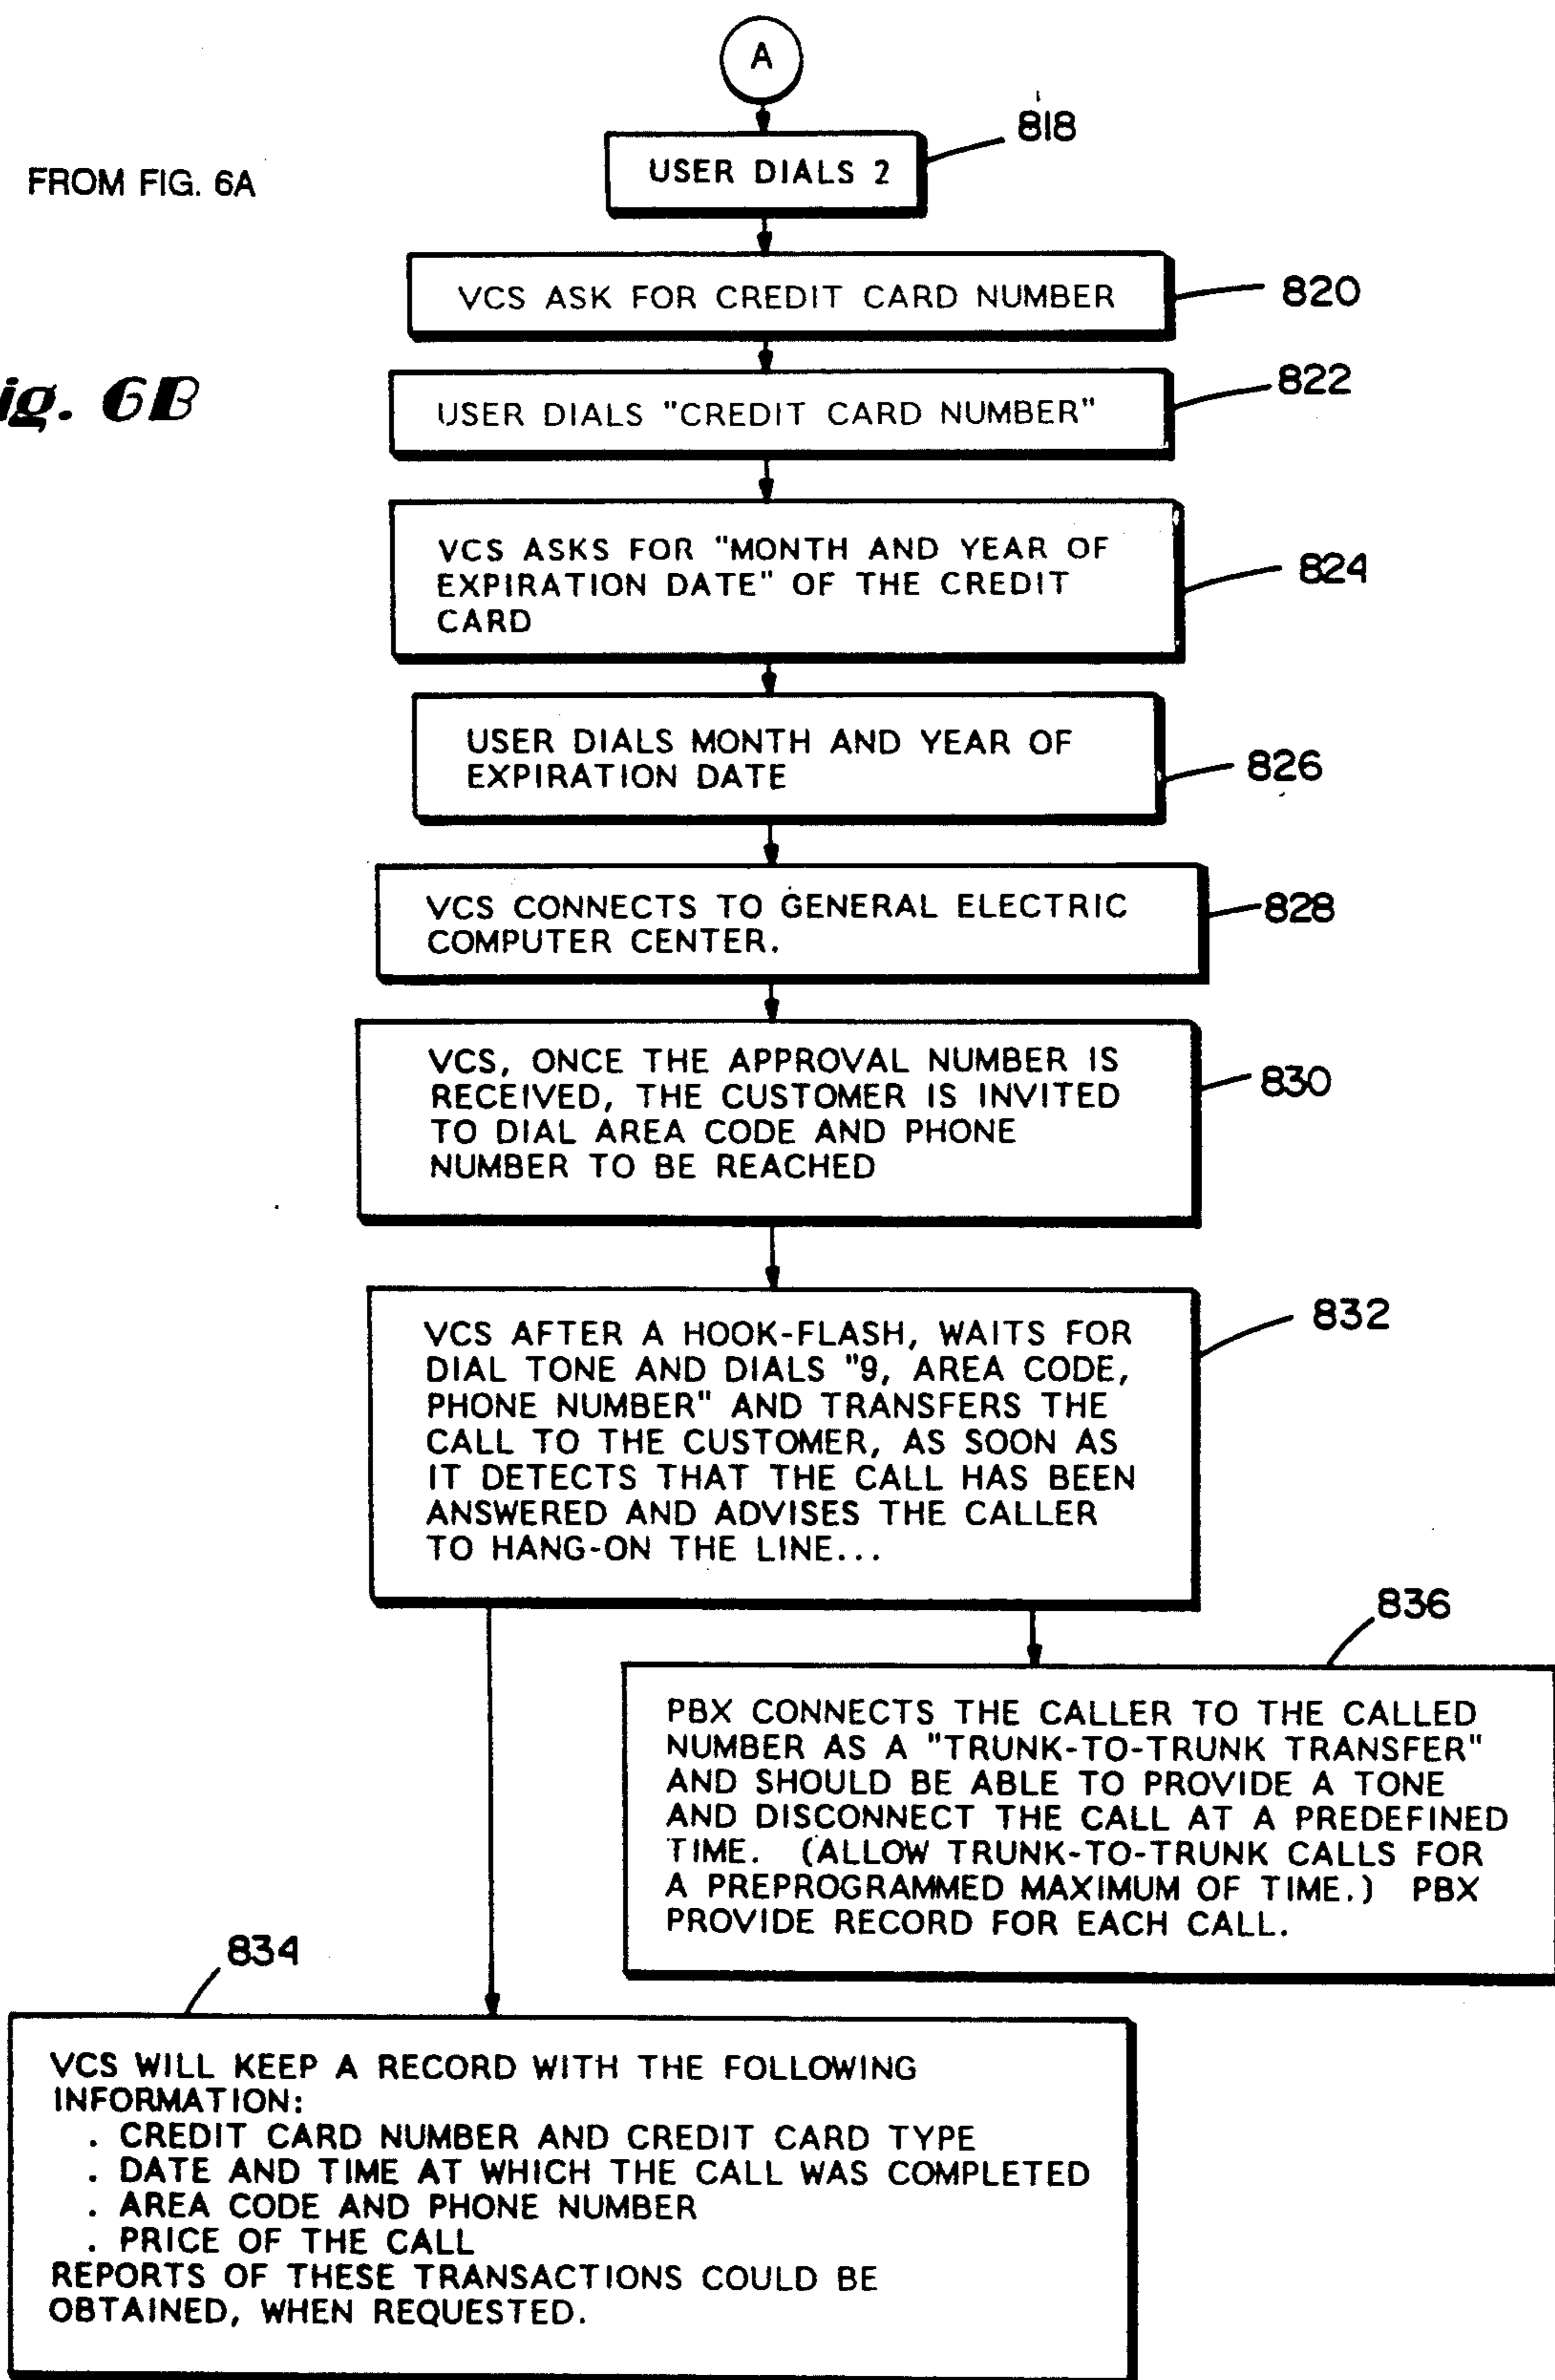 A
818
USER DIALS 2
FROM FIG. 6A
VCS ASK FOR CREDIT CARD NUMBER
820
ig. 6B
822
USER DIALS "CREDIT CARD NUMBER"
VCS ASKS FOR "MONTH AND YEAR OF
EXPIRATION DATE" OF THE CREDIT
CARD
824
USER DIALS MONTH AND YEAR OF
EXPIRATION DATE
826
VCS CONNECTS TO GENERAL ELECTRIC
COMPUTER CENTER.
828
VCS, ONCE THE APPROVAL NUMBER IS
RECEIVED, THE CUSTOMER IS INVITED
TO DIAL AREA CODE AND PHONE
NUMBER TO BE REACHED
830
832
VCS AFTER A HOOK-FLASH, WAITS FOR
DIAL TONE AND DIALS "9, AREA CODE,
PHONE NUMBER" AND TRANSFERS THE
CALL TO THE CUSTOMER, AS SOON AS
IT DETECTS THAT THE CALL HAS BEEN
ANSWERED AND ADVISES THE CALLER
TO HANG-ON THE LINE...
836
PBX CONNECTS THE CALLER TO THE CALLED
NUMBER AS A "TRUNK-TO-TRUNK TRANSFER"
AND SHOULD BE ABLE TO PROVIDE A TONE
AND DISCONNECT THE CALL AT A PREDEFINED
TIME. (ALLOW TRUNK-TO-TRUNK CALLS FOR
A PREPROGRAMMED MAXIMUM OF TIME.) PBX
PROVIDE RECORD FOR EACH CALL.
834
VCS WILL KEEP A RECORD WITH THE FOLLOWING
INFORMATION:
. CREDIT CARD NUMBER AND CREDIT CARD TYPE
. DATE AND TIME AT WHICH THE CALL WAS COMPLETED
. AREA CODE AND PHONE NUMBER
. PRICE OF THE CALL
REPORTS OF THESE TRANSACTIONS COULD BE
OBTAINED, WHEN REQUESTED.